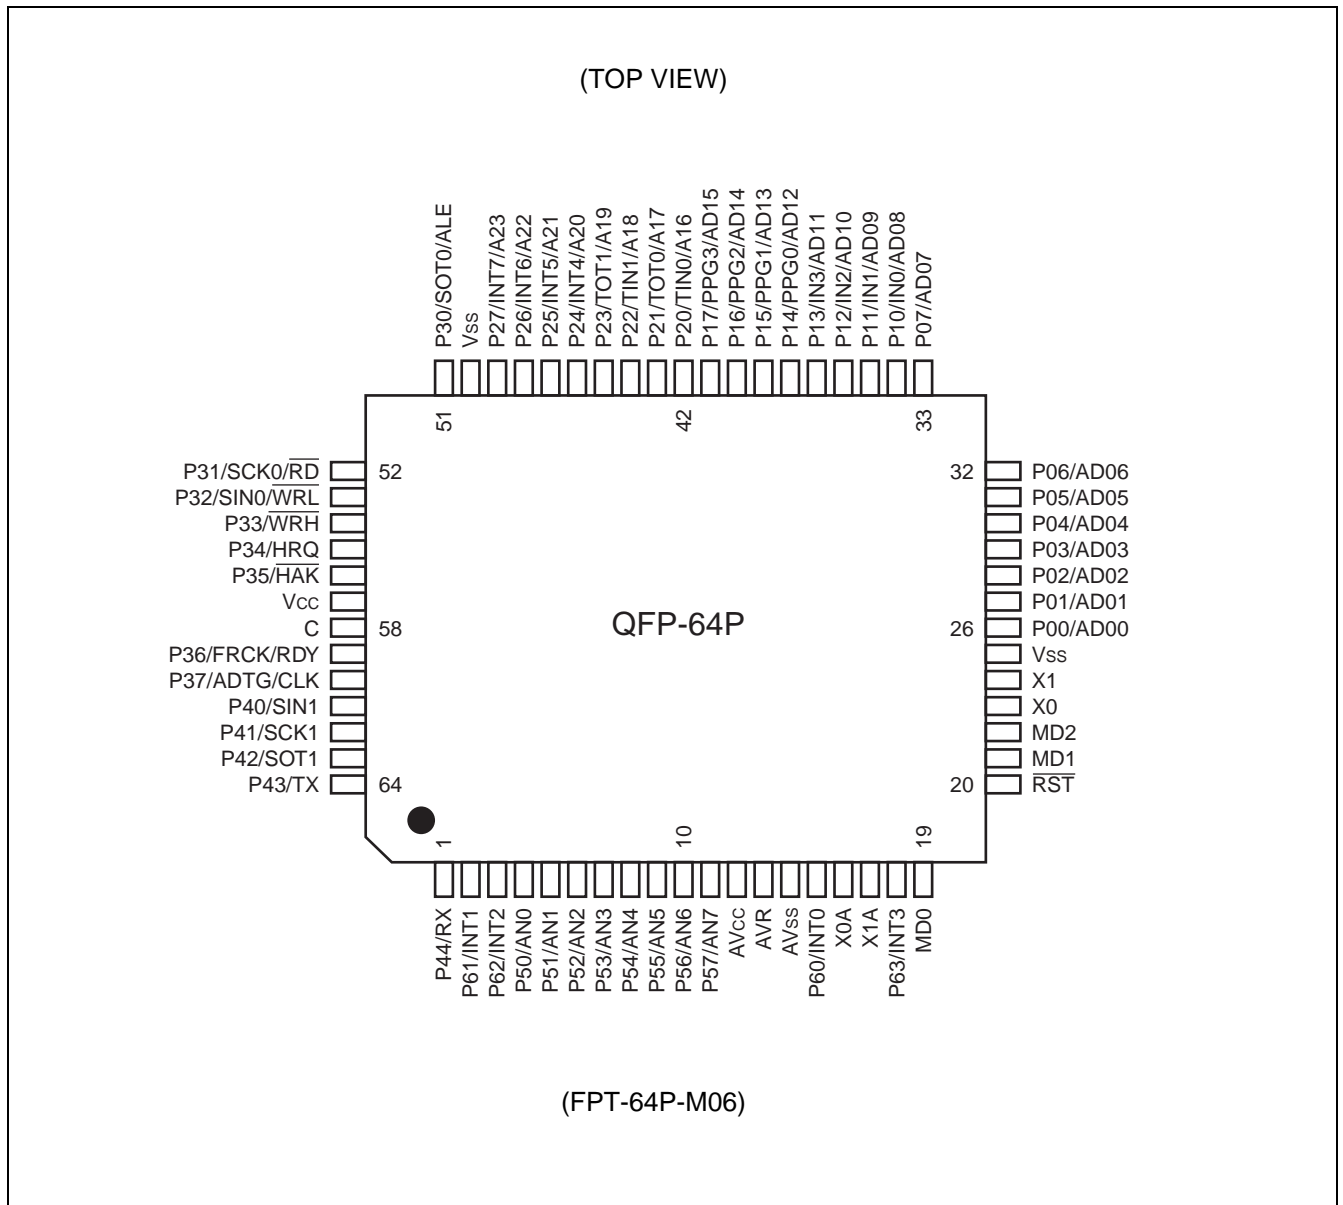 (TOP VIEW)
P30/SOT0/ALE
Vss
P27/INT7/A23
P26/INT6/A22
P25/INT5/A21
P24/INT4/A20
P23/TOT1/A19
P22/TIN1/A18
P21/TOT0/A17
P20/TIN0/A16
P17/PPG3/AD15
P16/PPG2/AD14
P15/PPG1/AD13
P14/PPG0/AD12
P13/IN3/AD11
P12/IN2/AD10
P11/IN1/AD09
P10/IN0/AD08
P07/AD07
51
42
33
P31/SCK0/R̅D̅ 52
P32/SIN0/W̅R̅L̅
P33/W̅R̅H̅
P34/HRQ
P35/H̅A̅K̅
Vcc
C 58
P36/FRCK/RDY
P37/ADTG/CLK
P40/SIN1
P41/SCK1
P42/SOT1
P43/TX 64
QFP-64P
32 P06/AD06
P05/AD05
P04/AD04
P03/AD03
P02/AD02
P01/AD01
26 P00/AD00
Vss
X1
X0
MD2
MD1
20 R̅S̅T̅
1
10
19
P44/RX
P61/INT1
P62/INT2
P50/AN0
P51/AN1
P52/AN2
P53/AN3
P54/AN4
P55/AN5
P56/AN6
P57/AN7
AVcc
AVR
AVss
P60/INT0
X0A
X1A
P63/INT3
MD0
(FPT-64P-M06)